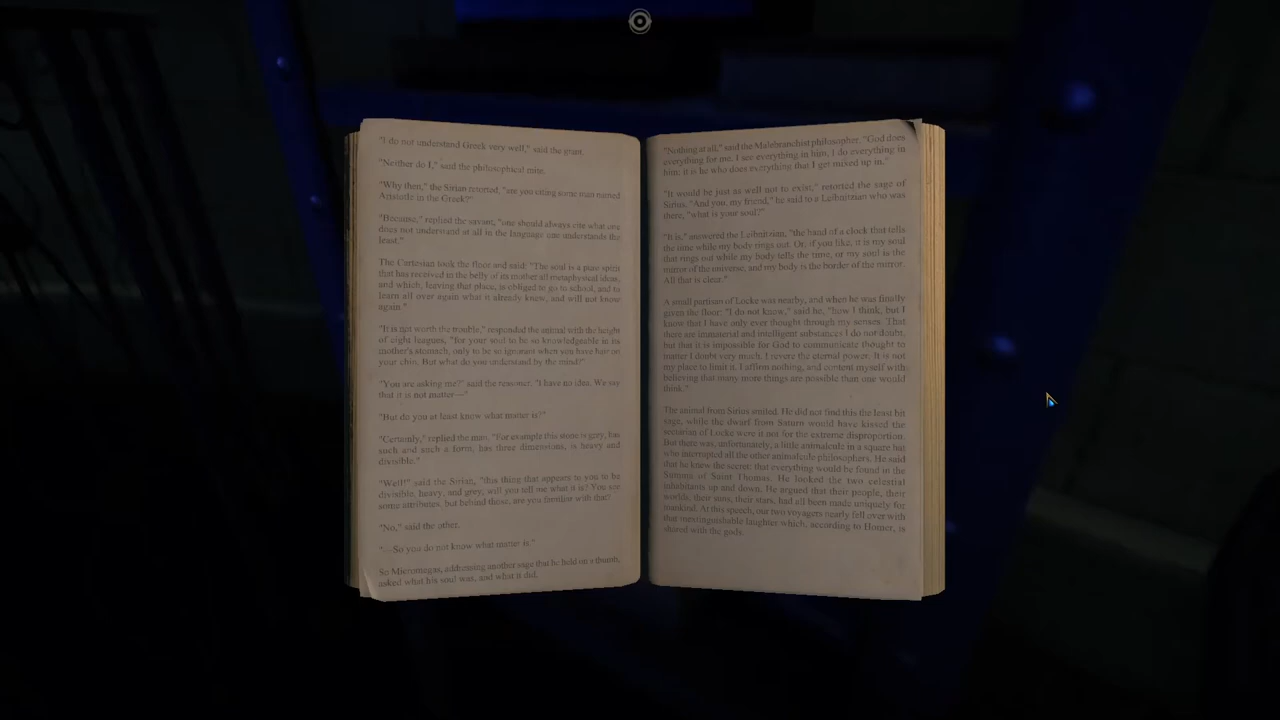 "I do not understand Greek very well," said the giant.
"Neither do I," said the philosophical mite.
"Why then," the Sirian retorted, "are you citing some man named
Aristotle in the Greek?"
"Because," replied the savant, "one should always cite what one
does not understand at all in the language one understands the
least."
The Cartesian took the floor and said: "The soul is a pure spirit
that has received in the belly of its mother all metaphysical ideas,
and which, leaving that place, is obliged to go to school, and to
learn all over again what it already knew, and will not know
again."
"It is not worth the trouble," responded the animal with the height
of eight leagues, "for your soul to be so knowledgeable in its
mother's stomach, only to be so ignorant when you have hair on
your chin. But what do you understand by the mind?"
"You are asking me?" said the reasoner. "I have no idea. We say
that it is not matter—"
"But do you at least know what matter is?"
"Certainly," replied the man. "For example this stone is grey, has
such and such a form, has three dimensions, is heavy and
divisible."
"Well!" said the Sirian, "this thing that appears to you to be
divisible, heavy, and grey, will you tell me what it is? You see
some attributes, but behind those, are you familiar with that?
"No," said the other.
"—So you do not know what matter is."
So Micromegas, addressing another sage that he held on a thumb,
asked what his soul was, and what it did.
"Nothing at all," said the Malebranchist philosopher. "God does
everything for me. I see everything in him, I do everything in
him; it is he who does everything that I get mixed up in."
"It would be just as well not to exist," retorted the sage of
Sirius. "And you, my friend," he said to a Leibnitzian who was
there, "what is your soul?"
"It is," answered the Leibnitzian, "the hand of a clock that tells
the time while my body rings out. Or, if you like, it is my soul
that rings out while my body tells the time, or my soul is the
mirror of the universe, and my body is the border of the mirror.
All that is clear."
A small partisan of Locke was nearby, and when he was finally
given the floor: "I do not know," said he, "how I think, but I
know that I have only ever thought through my senses. That
there are immaterial and intelligent substances I do not doubt,
but that it is impossible for God to communicate thought to
matter I doubt very much. I revere the eternal power. It is not
my place to limit it. I affirm nothing, and content myself with
believing that many more things are possible than one would
think."
The animal from Sirius smiled. He did not find this the least bit
sage, while the dwarf from Saturn would have kissed the
sectarian of Locke were it not for the extreme disproportion.
But there was, unfortunately, a little animalcule in a square hat
who interrupted all the other animalcule philosophers. He said
that he knew the secret: that everything would be found in the
Summa of Saint Thomas. He looked the two celestial
inhabitants up and down. He argued that their people, their
worlds, their suns, their stars, had all been made uniquely for
mankind. At this speech, our two voyagers nearly fell over with
that inextinguishable laughter which, according to Homer, is
shared with the gods.